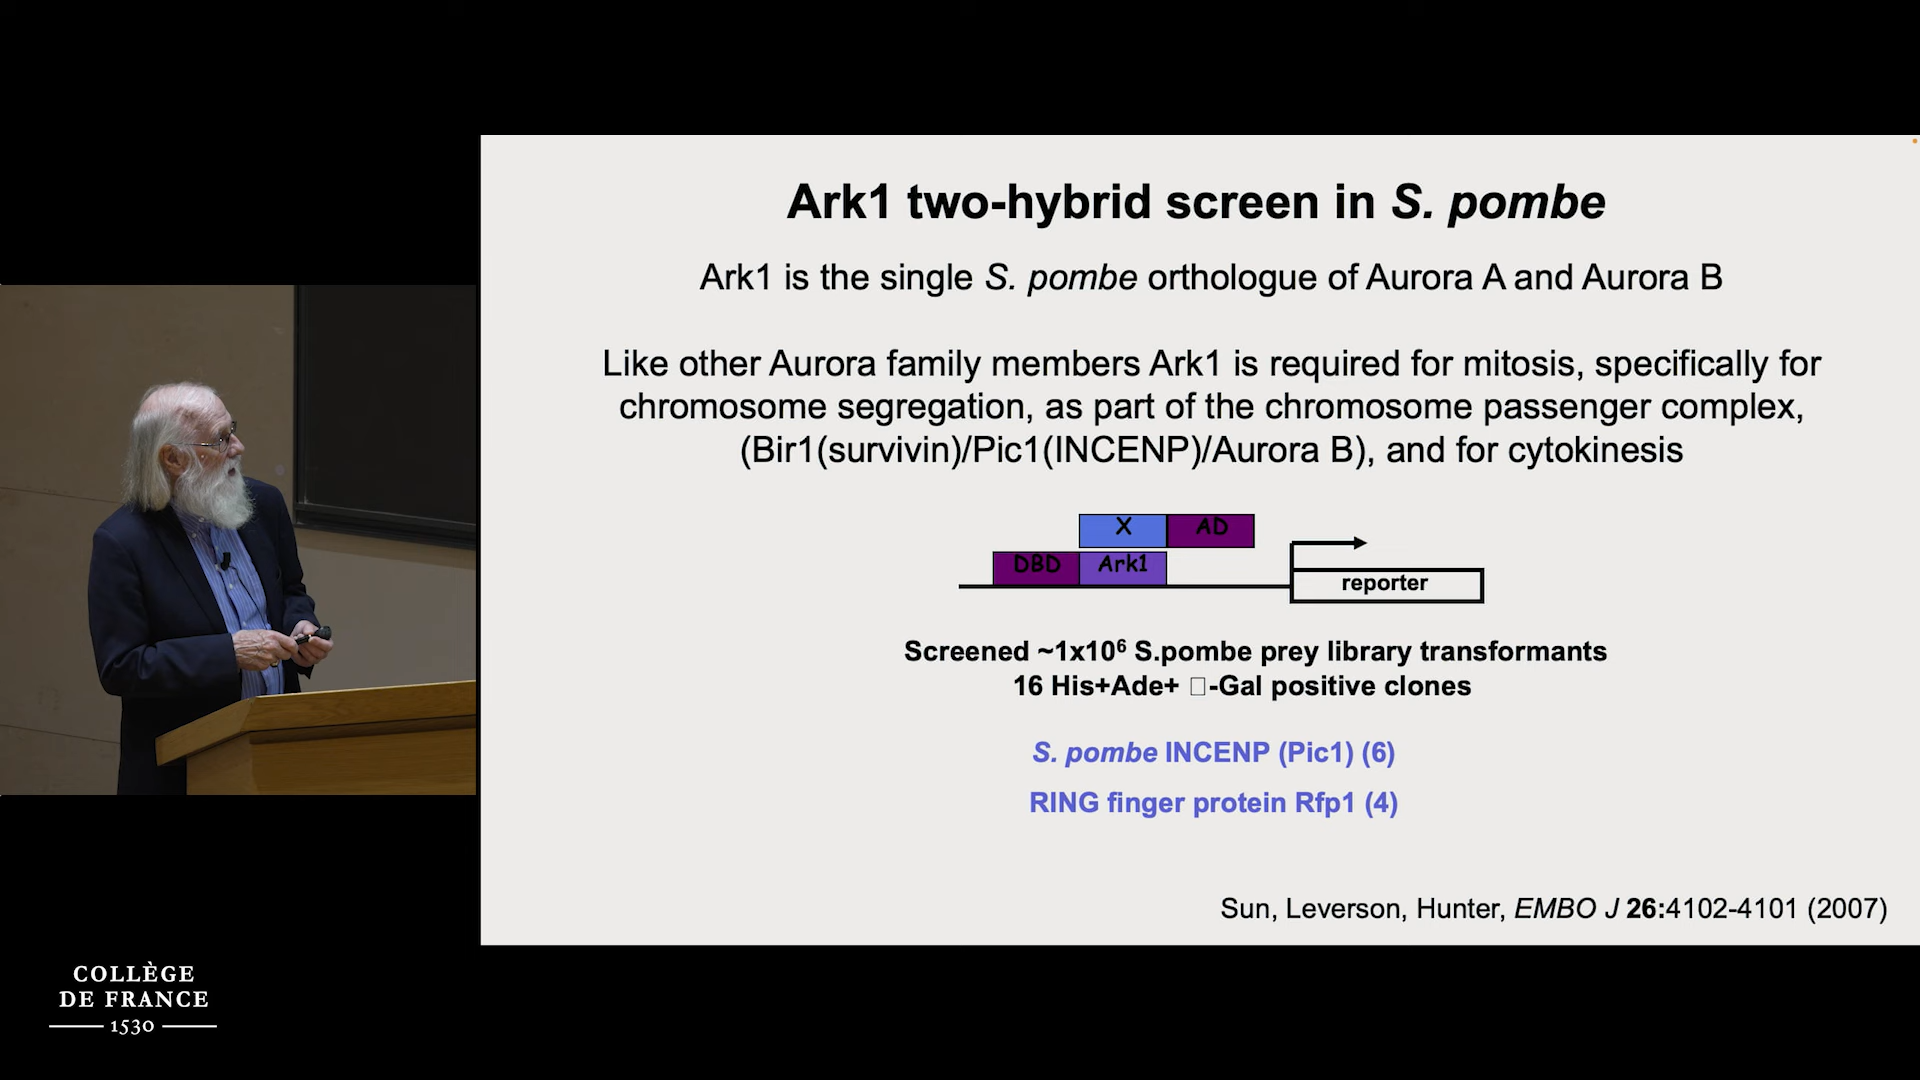 Ark1 two-hybrid screen in S. pombe
Ark1 is the single S. pombe orthologue of Aurora A and Aurora B
Like other Aurora family members Ark1 is required for mitosis, specifically for
chromosome segregation, as part of the chromosome passenger complex,
(Bir1(survivin)/Pic1(INCENP)/Aurora B), and for cytokinesis
X AD
DBD Ark1
reporter
Screened ~1x10⁶ S.pombe prey library transformants
16 His+Ade+ □-Gal positive clones
S. pombe INCENP (Pic1) (6)
RING finger protein Rfp1 (4)
Sun, Leverson, Hunter, EMBO J 26:4102-4101 (2007)
COLLÈGE
DE FRANCE
1530